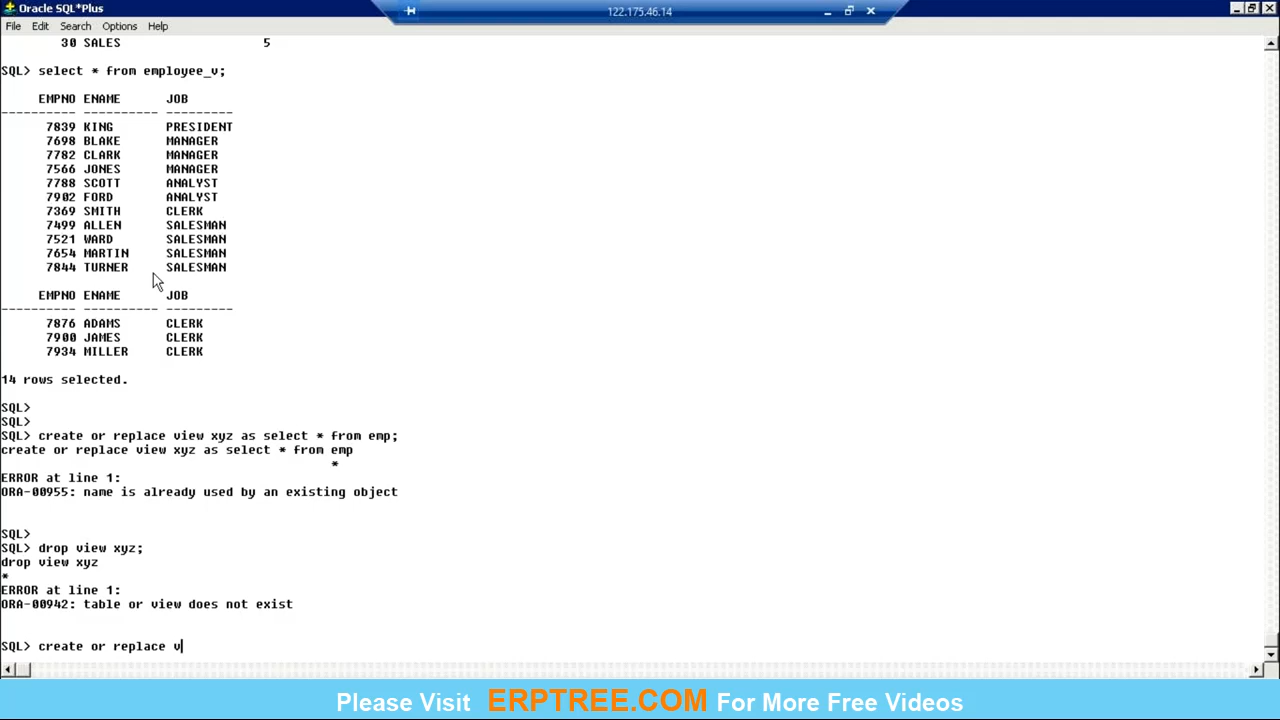 Oracle SQL*Plus
122.175.46.14
File Edit Search Options Help
30 SALES 5
SQL> select * from employee_v;
EMPNO ENAME JOB
---------- ---------- ---------
7839 KING PRESIDENT
7698 BLAKE MANAGER
7782 CLARK MANAGER
7566 JONES MANAGER
7788 SCOTT ANALYST
7902 FORD ANALYST
7369 SMITH CLERK
7499 ALLEN SALESMAN
7521 WARD SALESMAN
7654 MARTIN SALESMAN
7844 TURNER SALESMAN
EMPNO ENAME JOB
---------- ---------- ---------
7876 ADAMS CLERK
7900 JAMES CLERK
7934 MILLER CLERK
14 rows selected.
SQL>
SQL>
SQL> create or replace view xyz as select * from emp;
create or replace view xyz as select * from emp
*
ERROR at line 1:
ORA-00955: name is already used by an existing object
SQL>
SQL> drop view xyz;
drop view xyz
*
ERROR at line 1:
ORA-00942: table or view does not exist
SQL> create or replace v
Please Visit ERPTREE.COM For More Free Videos